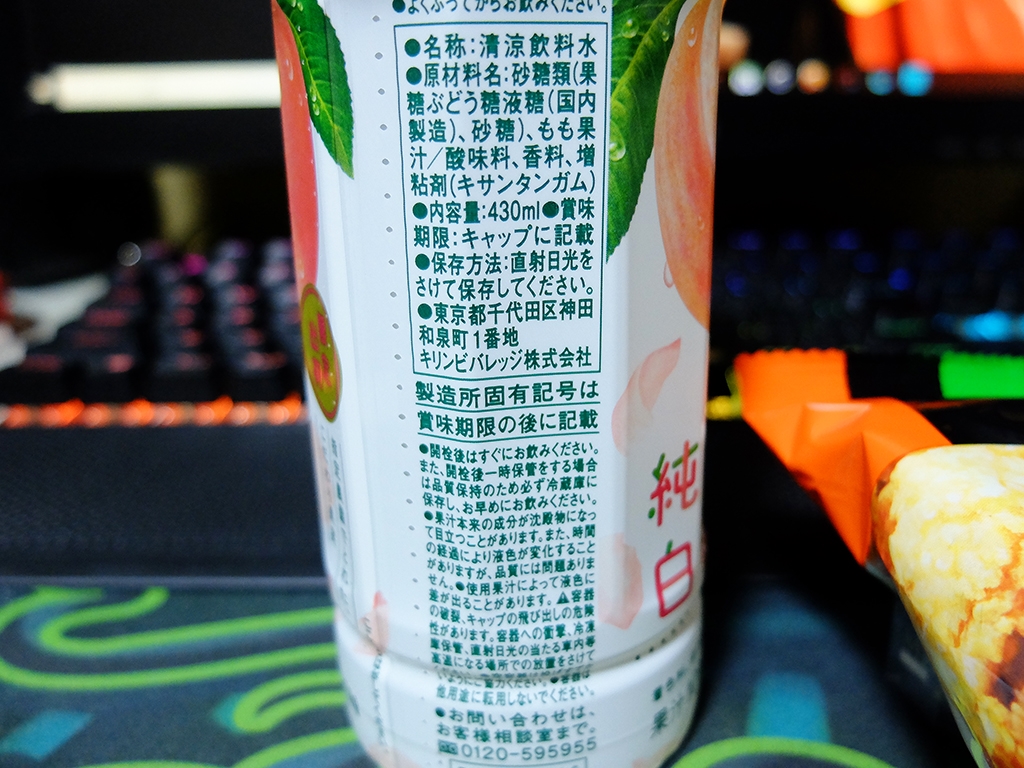 ●よくふってからお飲みください。
●名称:清涼飲料水
●原材料名:砂糖類(果
糖ぶどう糖液糖(国内
製造)、砂糖)、もも果
汁/酸味料、香料、増
粘剤(キサンタンガム)
●内容量:430ml●賞味
期限:キャップに記載
●保存方法:直射日光を
さけて保存してください。
●東京都千代田区神田
和泉町1番地
キリンビバレッジ株式会社
製造所固有記号は
賞味期限の後に記載
●開栓後はすぐにお飲みください。
また、開栓後一時保管をする場合
は品質保持のため必ず冷蔵庫に
保存し、お早めにお飲みください。
●果汁本来の成分が沈殿物になっ
て目立つことがあります。また、時間
の経過により液色が変化すること
がありますが、品質には問題ありま
せん。●使用果汁によって液色に
差が出ることがあります。⚠容器
の破裂、キャップの飛び出しの危険
性があります。容器への衝撃、冷凍
庫保管、直射日光の当たる車内等
高温になる場所での放置をさけて
他用途に転用しないでください。
●お問い合わせは、
お客様相談室まで。
0120-595955
純
白